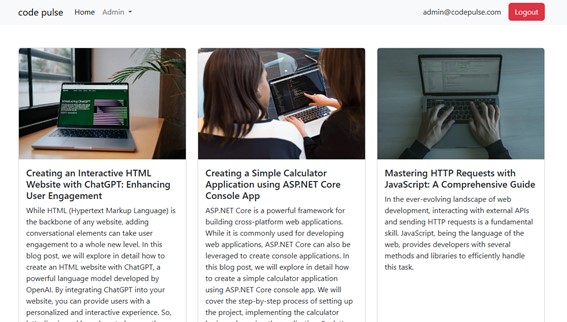 code pulse Home Admin admin@codepulse.com Logout
Creating an Interactive HTML
Website with ChatGPT: Enhancing
User Engagement
While HTML (Hypertext Markup Language) is
the backbone of any website, adding
conversational elements can take user
engagement to a whole new level. In this
blog post, we will explore in detail how to
create an HTML website with ChatGPT, a
powerful language model developed by
OpenAI. By integrating ChatGPT into your
website, you can provide users with a
personalized and interactive experience. So,
Creating a Simple Calculator
Application using ASP.NET Core
Console App
ASP.NET Core is a powerful framework for
building cross-platform web applications.
While it is commonly used for developing
web applications, ASP.NET Core can also be
leveraged to create console applications. In
this blog post, we will explore in detail how
to create a simple calculator application
using ASP.NET Core console app. We will
cover the step-by-step process of setting up
the project, implementing the calculator
Mastering HTTP Requests with
JavaScript: A Comprehensive Guide
In the ever-evolving landscape of web
development, interacting with external APIs
and sending HTTP requests is a fundamental
skill. JavaScript, being the language of the
web, provides developers with several
methods and libraries to efficiently handle
this task.